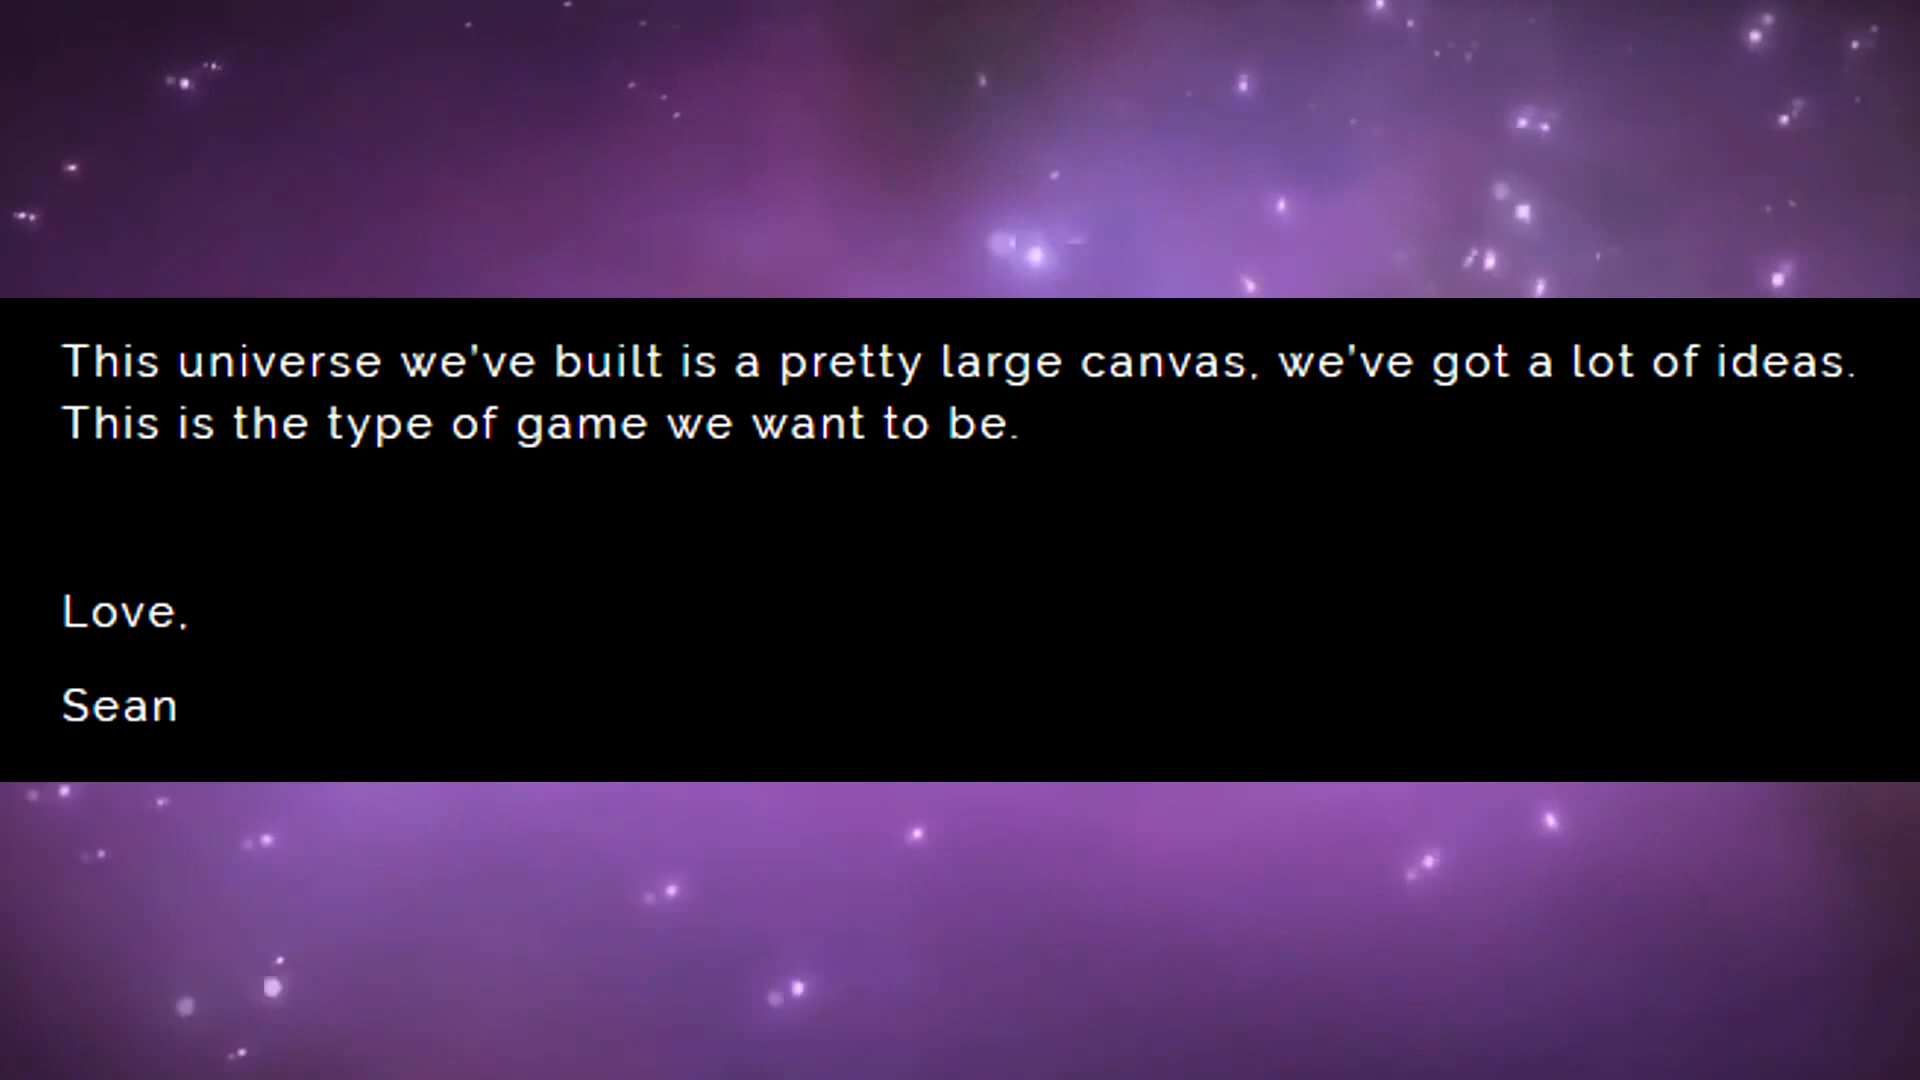 This universe we've built is a pretty large canvas, we've got a lot of ideas.
This is the type of game we want to be.
Love,
Sean